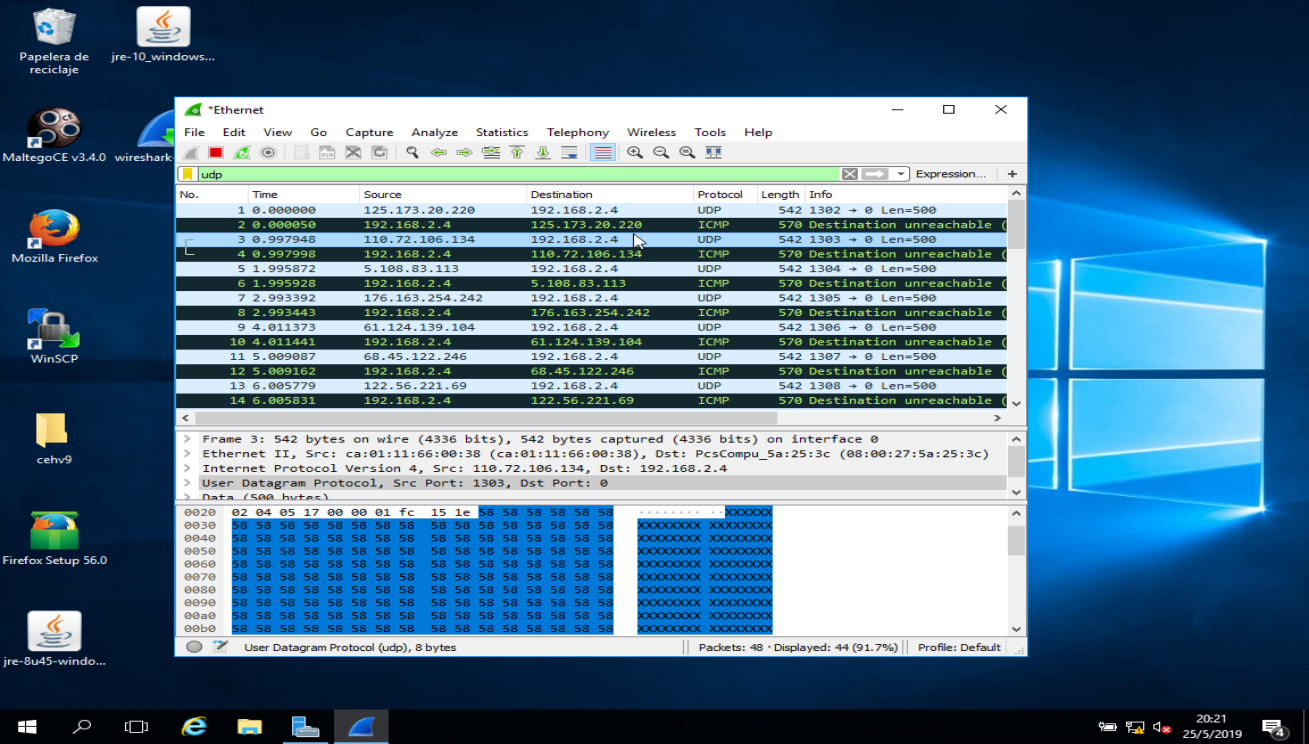 Papelera de
reciclaje
jre-10_windows...
MaltegoCE v3.4.0
wireshark-
Mozilla Firefox
WinSCP
cehv9
Firefox Setup 56.0
jre-8u45-windo...
*Ethernet
File Edit View Go Capture Analyze Statistics Telephony Wireless Tools Help
udp
Expression... +
No. Time Source Destination Protocol Length Info
1 0.000000 125.173.20.220 192.168.2.4 UDP 542 1302 → 0 Len=500
2 0.000050 192.168.2.4 125.173.20.220 ICMP 570 Destination unreachable (
3 0.997948 110.72.106.134 192.168.2.4 UDP 542 1303 → 0 Len=500
4 0.997998 192.168.2.4 110.72.106.134 ICMP 570 Destination unreachable (
5 1.995872 5.108.83.113 192.168.2.4 UDP 542 1304 → 0 Len=500
6 1.995928 192.168.2.4 5.108.83.113 ICMP 570 Destination unreachable (
7 2.993392 176.163.254.242 192.168.2.4 UDP 542 1305 → 0 Len=500
8 2.993443 192.168.2.4 176.163.254.242 ICMP 570 Destination unreachable (
9 4.011373 61.124.139.104 192.168.2.4 UDP 542 1306 → 0 Len=500
10 4.011441 192.168.2.4 61.124.139.104 ICMP 570 Destination unreachable (
11 5.009087 68.45.122.246 192.168.2.4 UDP 542 1307 → 0 Len=500
12 5.009162 192.168.2.4 68.45.122.246 ICMP 570 Destination unreachable (
13 6.005779 122.56.221.69 192.168.2.4 UDP 542 1308 → 0 Len=500
14 6.005831 192.168.2.4 122.56.221.69 ICMP 570 Destination unreachable (
> Frame 3: 542 bytes on wire (4336 bits), 542 bytes captured (4336 bits) on interface 0
> Ethernet II, Src: ca:01:11:66:00:38 (ca:01:11:66:00:38), Dst: PcsCompu_5a:25:3c (08:00:27:5a:25:3c)
> Internet Protocol Version 4, Src: 110.72.106.134, Dst: 192.168.2.4
> User Datagram Protocol, Src Port: 1303, Dst Port: 0
> Data (500 bytes)
0020 02 04 05 17 00 00 01 fc 15 1e 58 58 58 58 58 58 ········ ··XXXXXX
0030 58 58 58 58 58 58 58 58 58 58 58 58 58 58 58 58 XXXXXXXX XXXXXXXX
0040 58 58 58 58 58 58 58 58 58 58 58 58 58 58 58 58 XXXXXXXX XXXXXXXX
0050 58 58 58 58 58 58 58 58 58 58 58 58 58 58 58 58 XXXXXXXX XXXXXXXX
0060 58 58 58 58 58 58 58 58 58 58 58 58 58 58 58 58 XXXXXXXX XXXXXXXX
0070 58 58 58 58 58 58 58 58 58 58 58 58 58 58 58 58 XXXXXXXX XXXXXXXX
0080 58 58 58 58 58 58 58 58 58 58 58 58 58 58 58 58 XXXXXXXX XXXXXXXX
0090 58 58 58 58 58 58 58 58 58 58 58 58 58 58 58 58 XXXXXXXX XXXXXXXX
00a0 58 58 58 58 58 58 58 58 58 58 58 58 58 58 58 58 XXXXXXXX XXXXXXXX
00b0 58 58 58 58 58 58 58 58 58 58 58 58 58 58 58 58 XXXXXXXX XXXXXXXX
User Datagram Protocol (udp), 8 bytes
Packets: 48 · Displayed: 44 (91.7%)
Profile: Default
20:21
25/5/2019
4